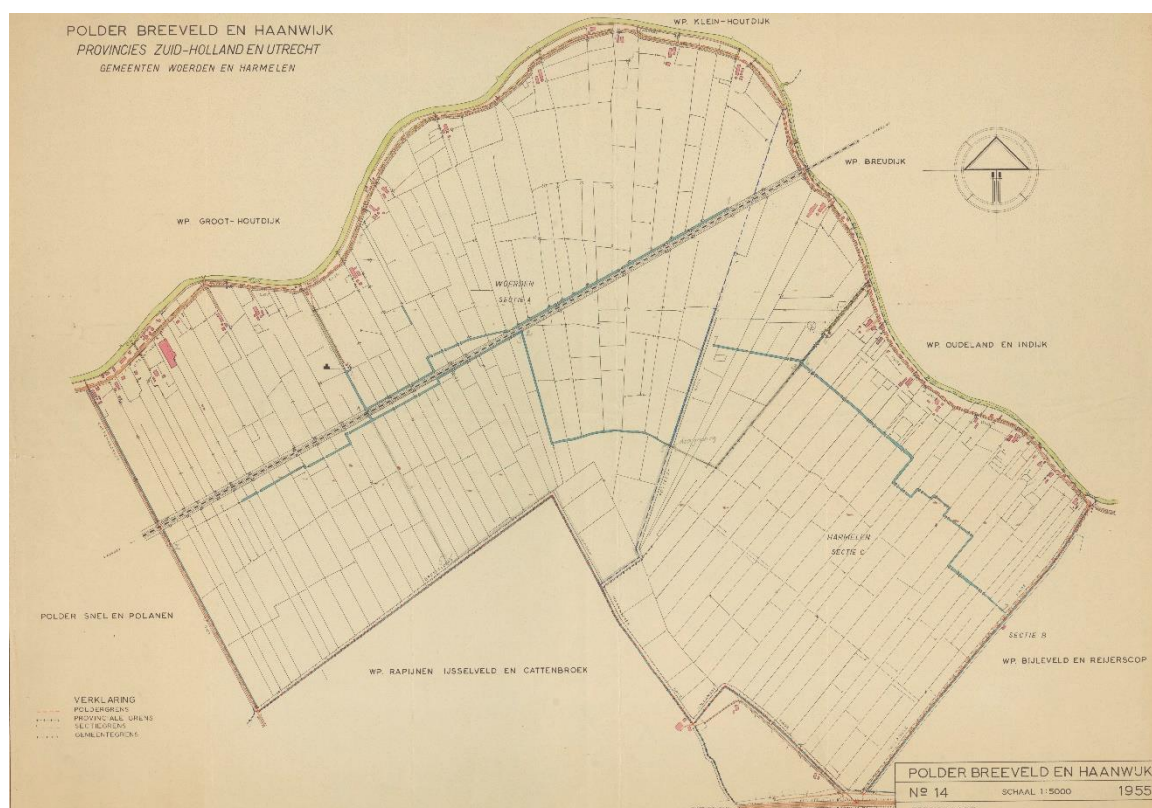 POLDER BREEVELD EN HAANWIJK
PROVINCIES ZUID-HOLLAND EN UTRECHT
GEMEENTEN WOERDEN EN HARMELEN
WP. KLEIN-HOUTDIJK
WP. BREUDIJK
WP. GROOT-HOUTDIJK
WOERDEN
SECTIE A
WP. OUDELAND EN INDIJK
HARMELEN
SECTIE C
POLDER SNEL EN POLANEN
SECTIE B
WP. BIJLEVELD EN REIJERSCOP
WP. RAPIJNEN IJSSELVELD EN CATTENBROEK
VERKLARING
POLDERGRENS
PROVINCIALE GRENS
SECTIEGRENS
GEMEENTEGRENS
POLDER BREEVELD EN HAANWIJK
Nº 14 SCHAAL 1:5000 1955